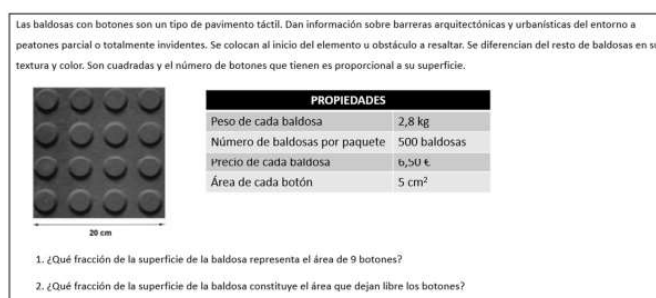 Las baldosas con botones son un tipo de pavimento táctil. Dan información sobre barreras arquitectónicas y urbanísticas del entorno a
peatones parcial o totalmente invidentes. Se colocan al inicio del elemento u obstáculo a resaltar. Se diferencian del resto de baldosas en
textura y color. Son cuadradas y el número de botones que tienen es proporcional a su superficie.
PROPIEDADES
Peso de cada baldosa 2,8 kg
Número de baldosas por paquete 500 baldosas
Precio de cada baldosa 6,50 €
Área de cada botón 5 cm²
20 cm
1. ¿Qué fracción de la superficie de la baldosa representa el área de 9 botones?
2. ¿Qué fracción de la superficie de la baldosa constituye el área que dejan libre los botones?